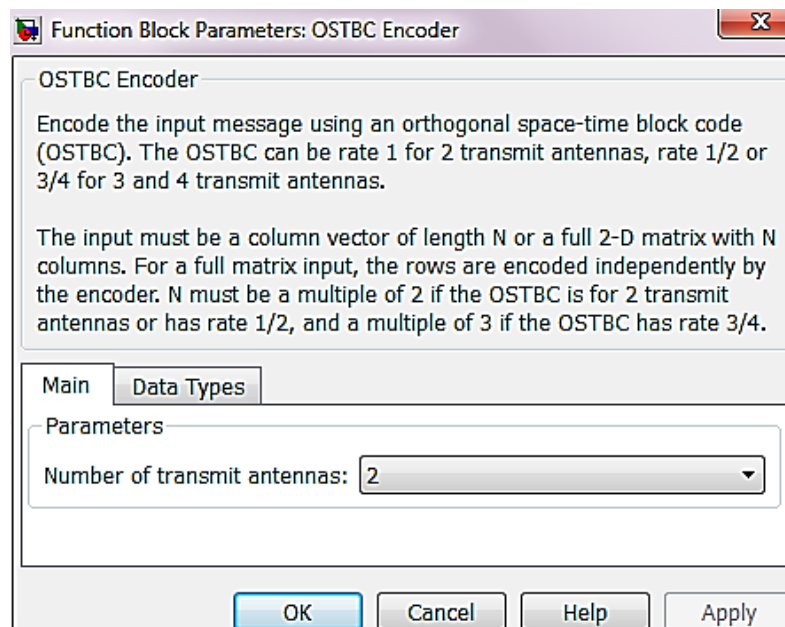 Function Block Parameters: OSTBC Encoder
X
OSTBC Encoder
Encode the input message using an orthogonal space-time block code
(OSTBC). The OSTBC can be rate 1 for 2 transmit antennas, rate 1/2 or
3/4 for 3 and 4 transmit antennas.
The input must be a column vector of length N or a full 2-D matrix with N
columns. For a full matrix input, the rows are encoded independently by
the encoder. N must be a multiple of 2 if the OSTBC is for 2 transmit
antennas or has rate 1/2, and a multiple of 3 if the OSTBC has rate 3/4.
Main Data Types
Parameters
Number of transmit antennas: 2
OK Cancel Help Apply